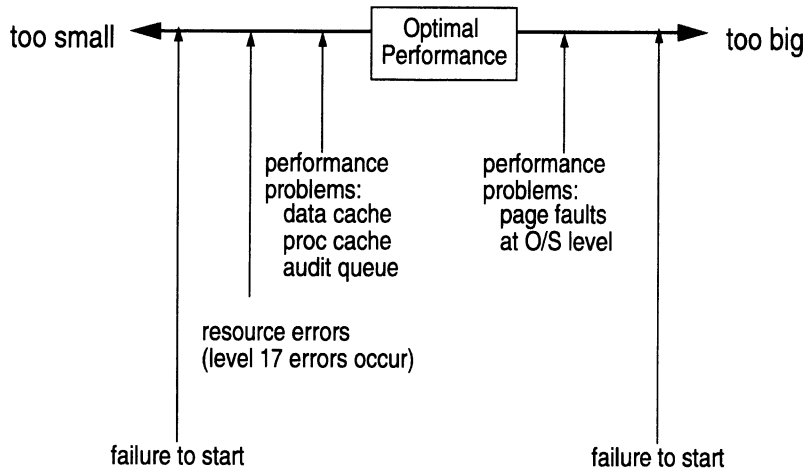 too small
Optimal
Performance
too big
performance
problems:
data cache
proc cache
audit queue
performance
problems:
page faults
at O/S level
resource errors
(level 17 errors occur)
failure to start
failure to start